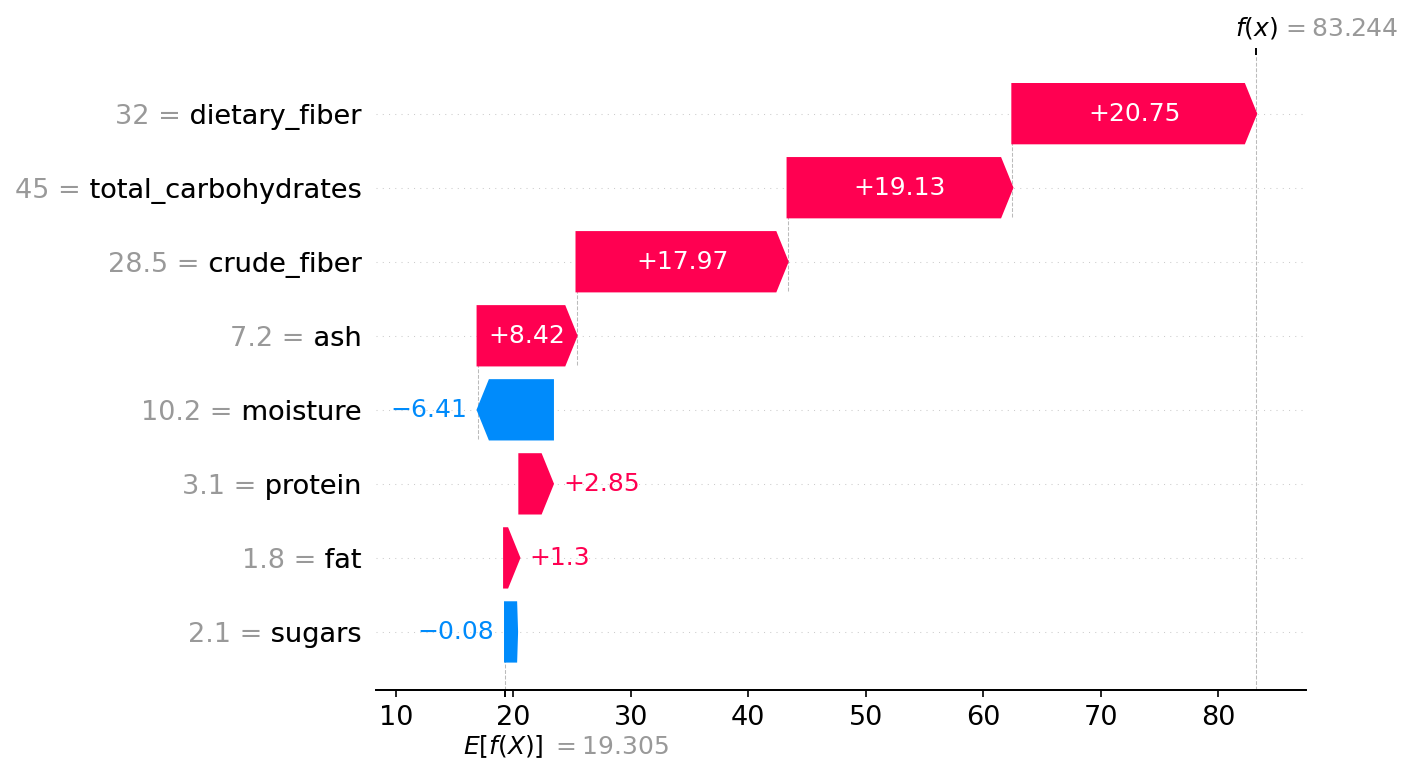 f(x) = 83.244
32 = dietary_fiber
+20.75
45 = total_carbohydrates
+19.13
28.5 = crude_fiber
+17.97
7.2 = ash
+8.42
10.2 = moisture
−6.41
3.1 = protein
+2.85
1.8 = fat
+1.3
2.1 = sugars
−0.08
10 20 30 40 50 60 70 80
E[f(X)] = 19.305